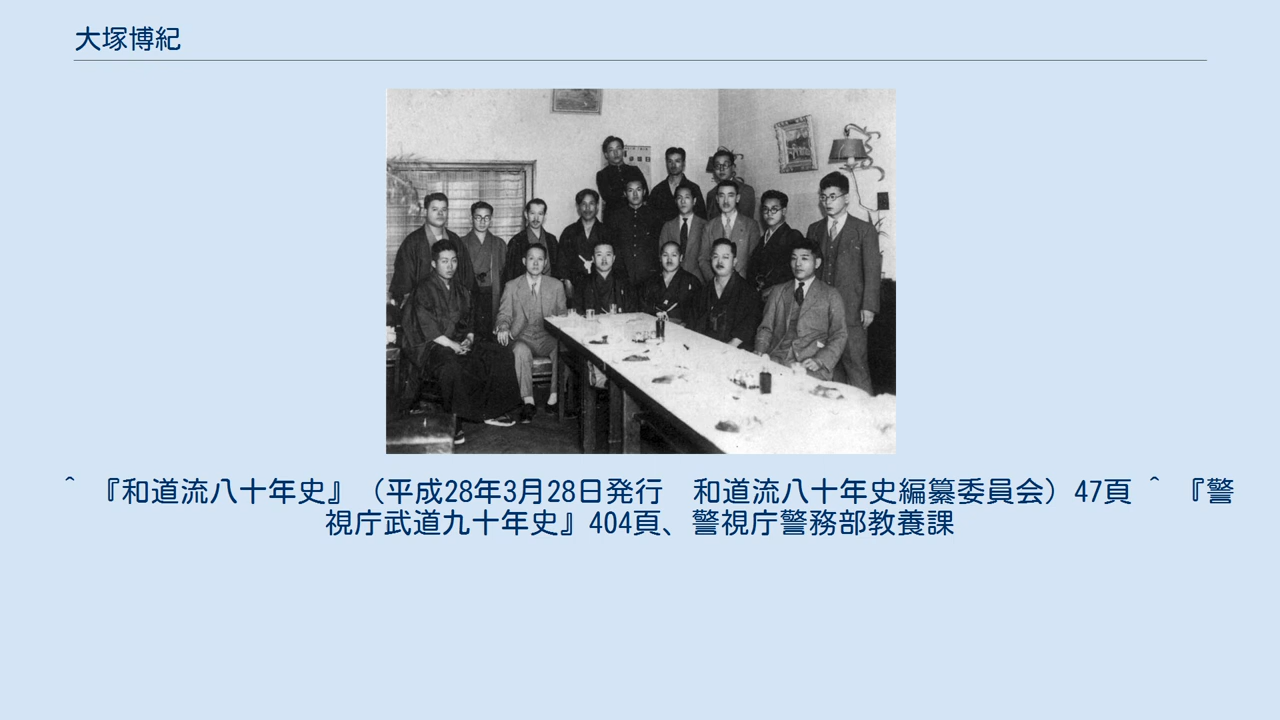 大塚博紀
^ 『和道流八十年史』（平成28年3月28日発行　和道流八十年史編纂委員会）47頁 ^ 『警
視庁武道九十年史』404頁、警視庁警務部教養課